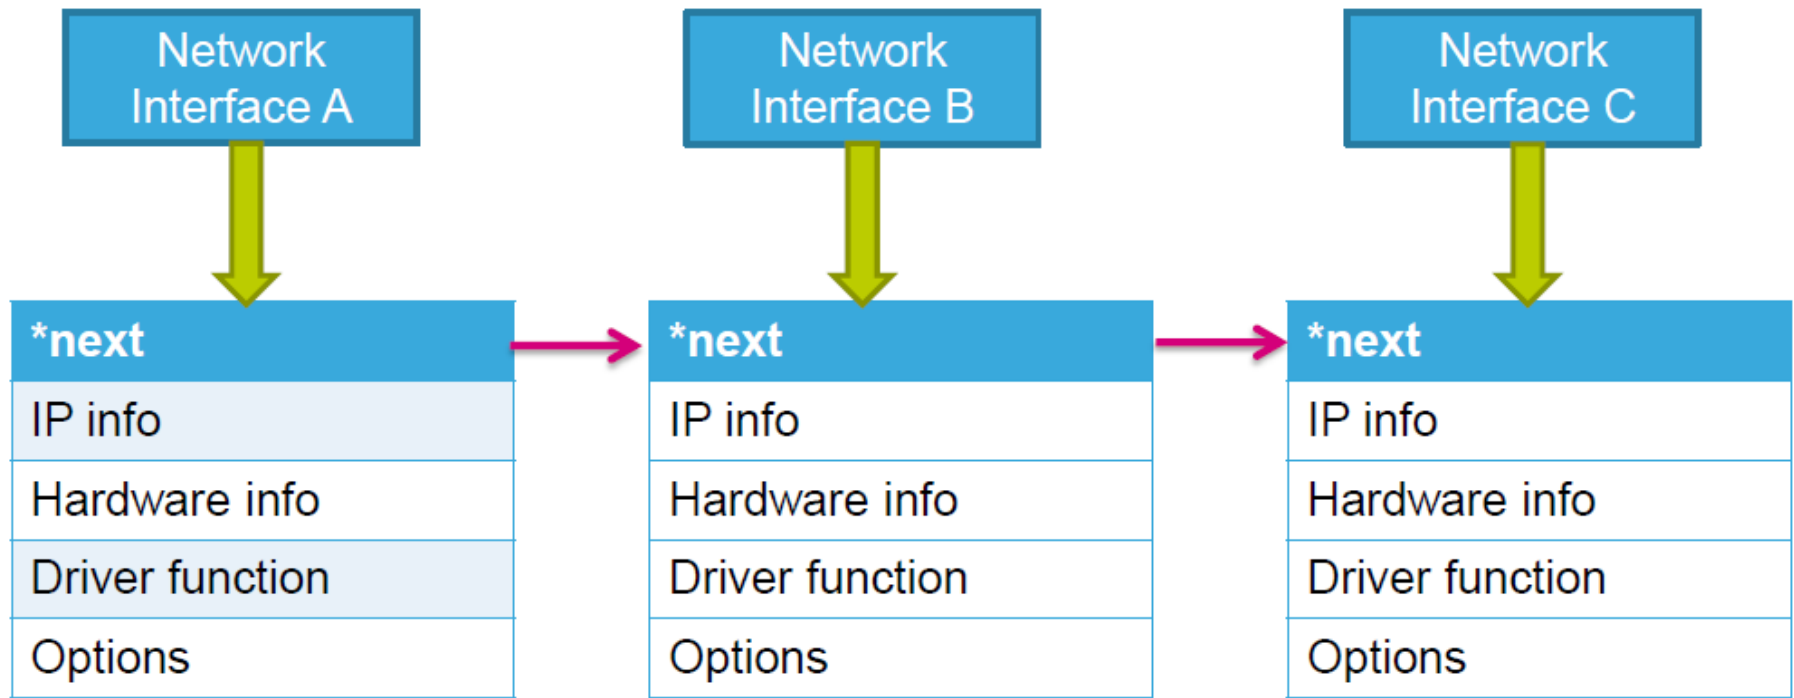 Network
Interface A
Network
Interface B
Network
Interface C
*next
IP info
Hardware info
Driver function
Options
*next
IP info
Hardware info
Driver function
Options
*next
IP info
Hardware info
Driver function
Options